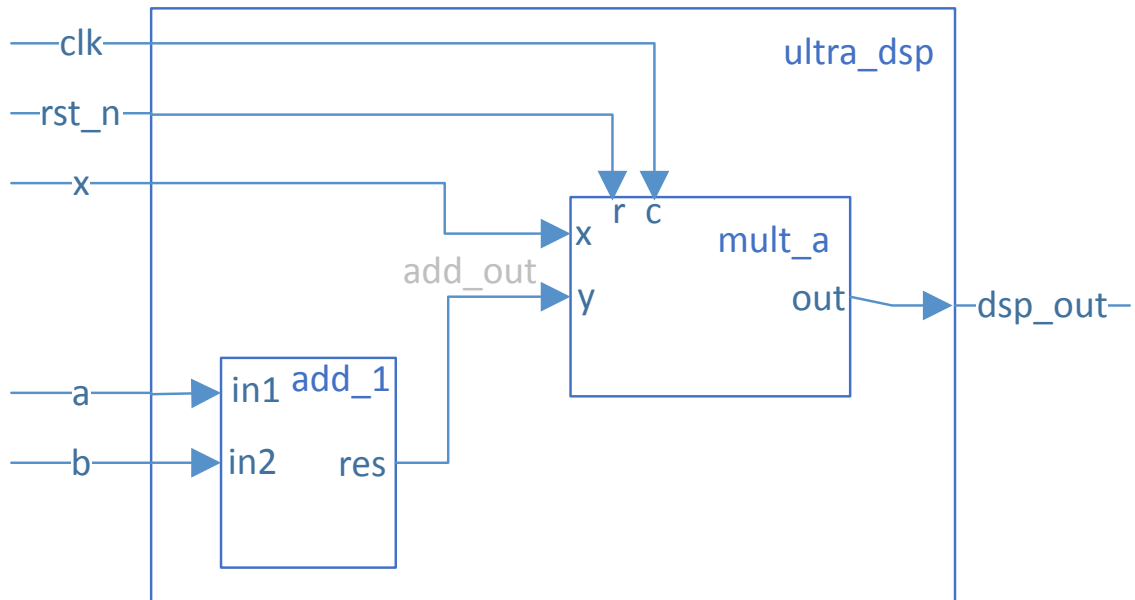 clk
ultra_dsp
rst_n
x
r c
x
mult_a
add_out
y
out
dsp_out
a
in1
add_1
b
in2
res